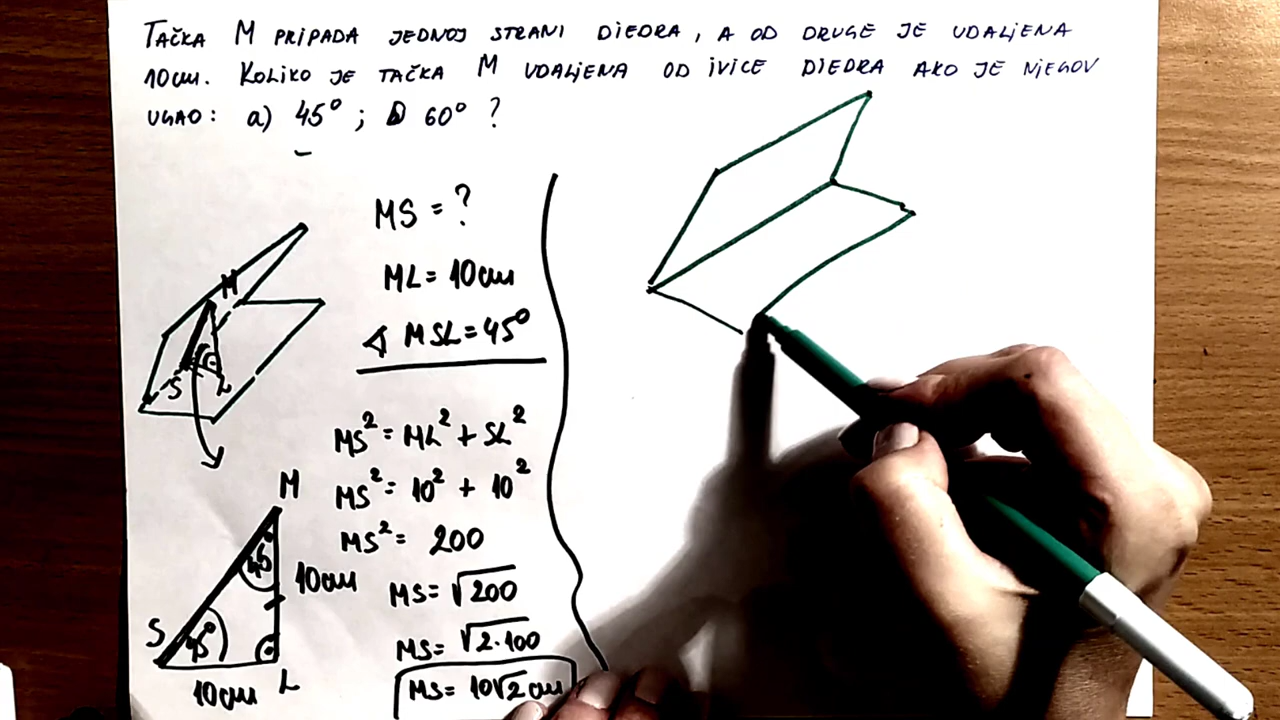 TAČKA M PRIPADA JEDNOJ STRANI DIEDRA, A OD DRUGE JE UDALJENA
10cm. KOLIKO JE TAČKA M UDALJENA OD IVICE DIEDRA AKO JE NJEGOV
UGAO: a) 45°; b) 60° ?
MS = ?
ML = 10cm
∢ MSL = 45°
M
S
L
MS² = ML² + SL²
MS² = 10² + 10²
MS² = 200
MS = √200
MS = √2·100
MS = 10√2 cm
M
45°
10cm
S
45°
10cm
L